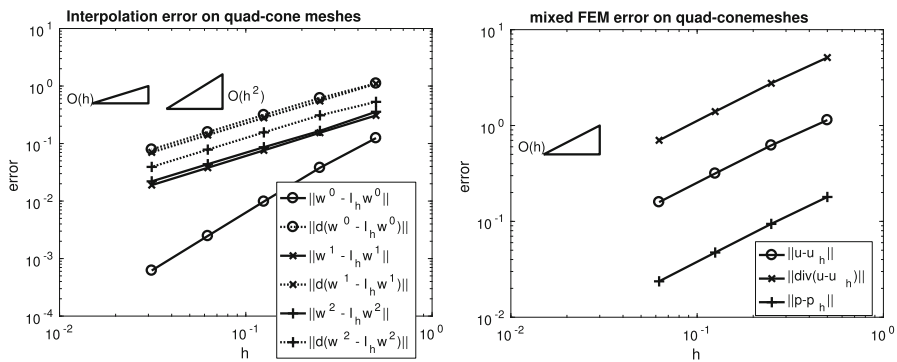 Interpolation error on quad-cone meshes
10^1
10^0
10^-1
10^-2
10^-3
10^-4
error
O(h)
O(h^2)
||w^0 - I_h w^0||
||d(w^0 - I_h w^0)||
||w^1 - I_h w^1||
||d(w^1 - I_h w^1)||
||w^2 - I_h w^2||
||d(w^2 - I_h w^2)||
10^-2
10^-1
10^0
h
mixed FEM error on quad-conemeshes
10^1
10^0
10^-1
10^-2
error
O(h)
||u-u_h||
||div(u-u_h)||
||p-p_h||
10^-2
10^-1
10^0
h